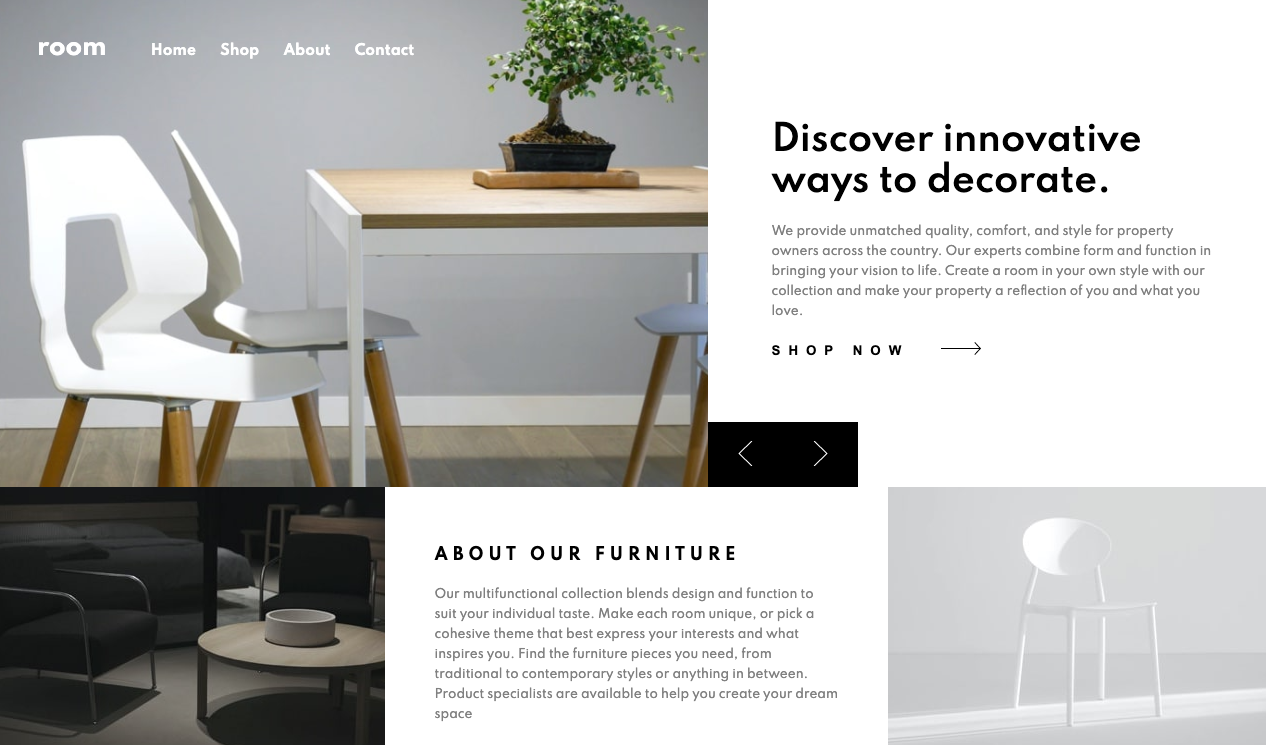 room
Home Shop About Contact
Discover innovative
ways to decorate.
We provide unmatched quality, comfort, and style for property
owners across the country. Our experts combine form and function in
bringing your vision to life. Create a room in your own style with our
collection and make your property a reflection of you and what you
love.
SHOP NOW
ABOUT OUR FURNITURE
Our multifunctional collection blends design and function to
suit your individual taste. Make each room unique, or pick a
cohesive theme that best express your interests and what
inspires you. Find the furniture pieces you need, from
traditional to contemporary styles or anything in between.
Product specialists are available to help you create your dream
space